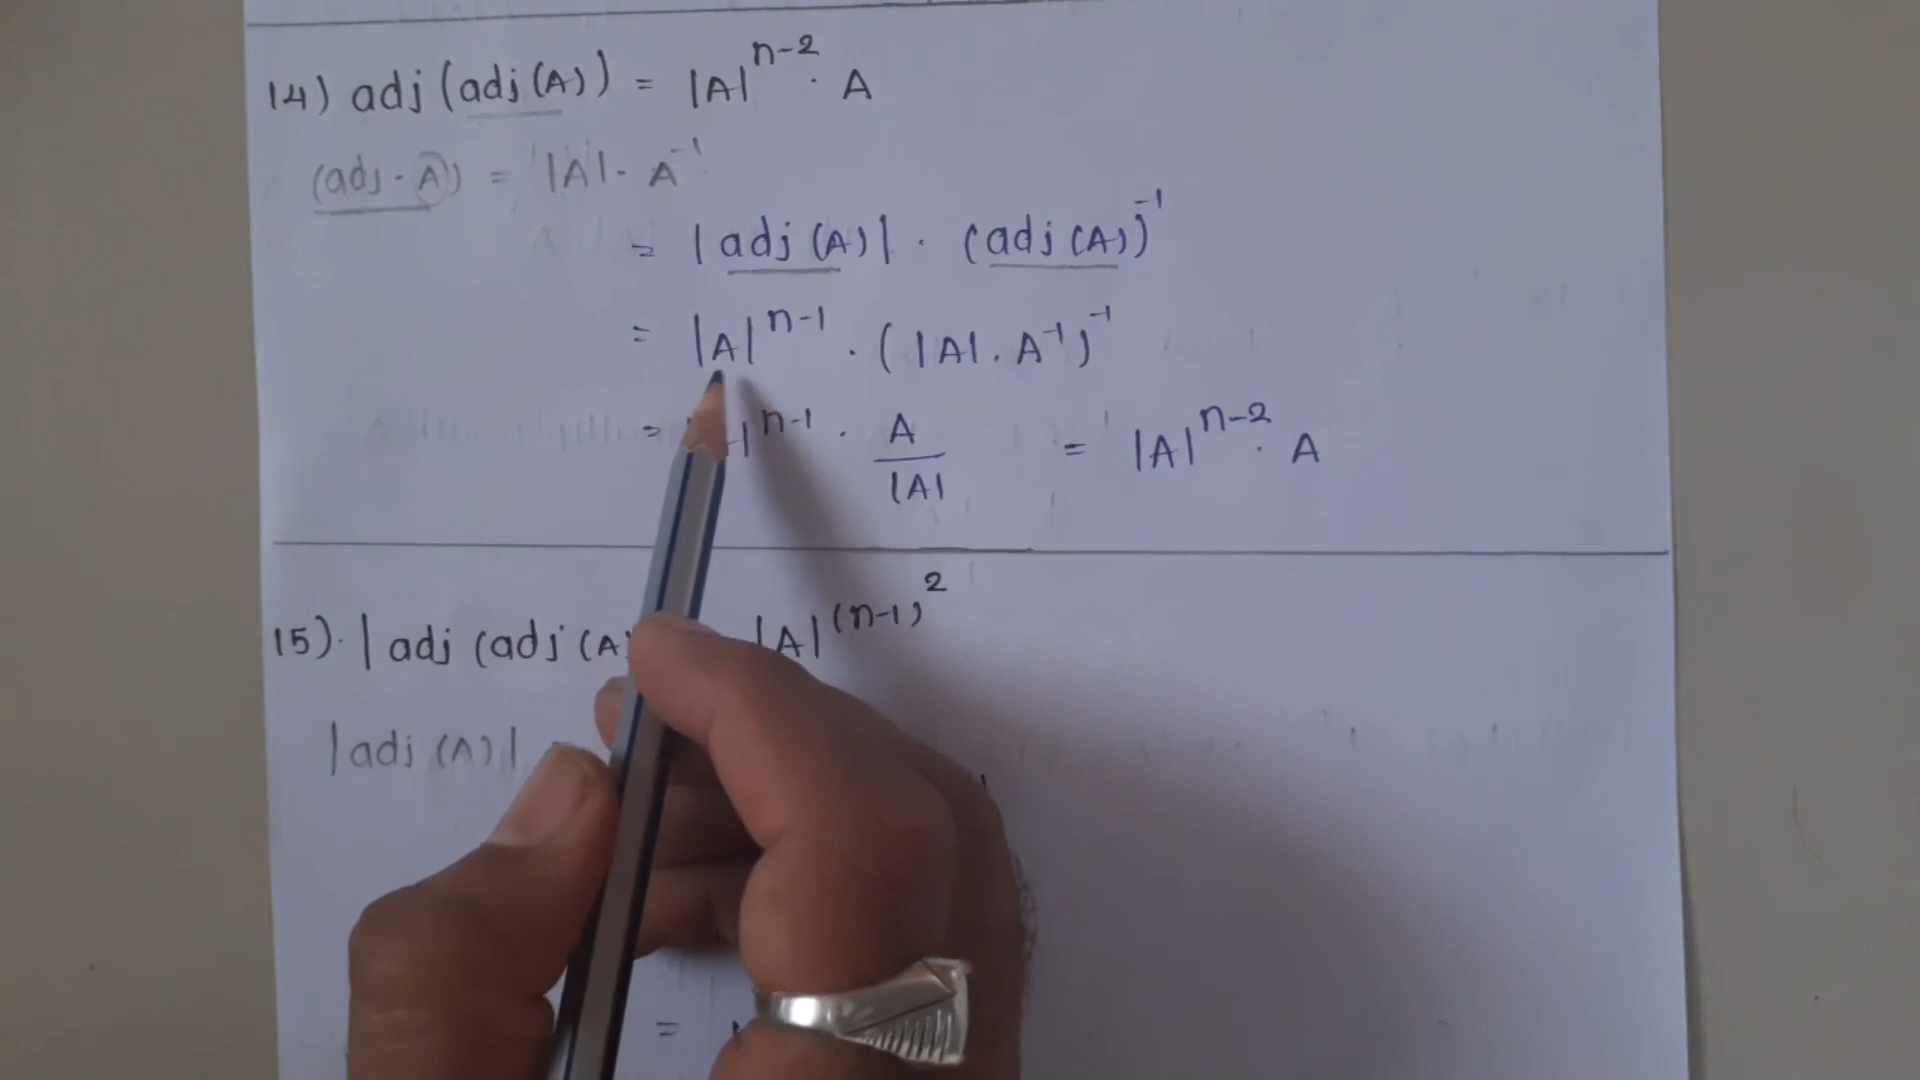 14) adj (adj (A)) = |A|^{n-2} · A
(adj · A) = |A| · A^{-1}
= |adj (A)| · (adj (A))^{-1}
= |A|^{n-1} · (|A| . A^{-1})^{-1}
= |^{n-1} · A/|A| = |A|^{n-2} · A
15) · | adj (adj (A) |A|^{(n-1)^2}
|adj (A)|
=